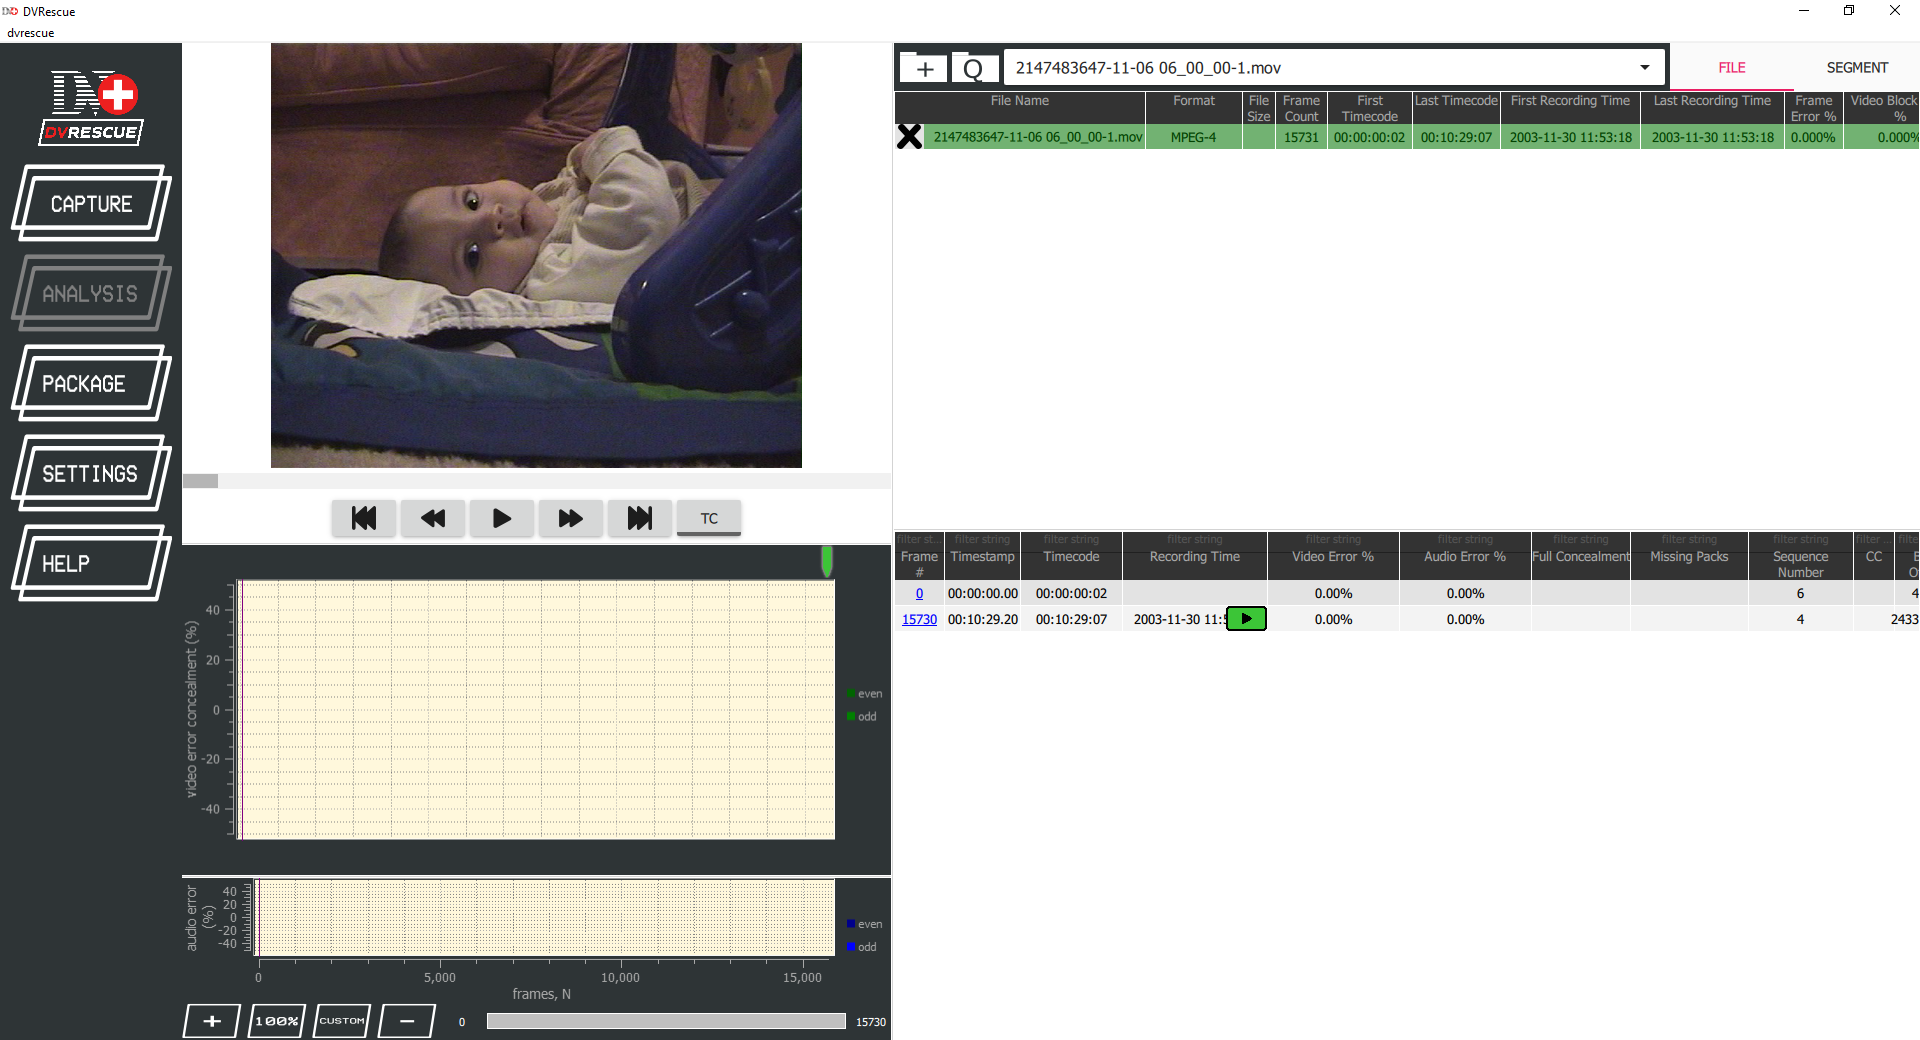 DVRescue
dvrescue
DV
DVRESCUE
CAPTURE
ANALYSIS
PACKAGE
SETTINGS
HELP
TC
video error concealment (%)
40
20
0
-20
-40
even
odd
audio error
(%)
40
20
0
-20
-40
even
odd
0 5,000 10,000 15,000
frames, N
+ 100% CUSTOM − 0 15730
+ Q 2147483647-11-06 06_00_00-1.mov FILE SEGMENT
File Name Format File Size Frame Count First Timecode Last Timecode First Recording Time Last Recording Time Frame Error % Video Block %
2147483647-11-06 06_00_00-1.mov MPEG-4 15731 00:00:00:02 00:10:29:07 2003-11-30 11:53:18 2003-11-30 11:53:18 0.000% 0.000%
filter st... filter string filter string filter string filter string filter string filter string filter string filter string filter ... filte
Frame # Timestamp Timecode Recording Time Video Error % Audio Error % Full Concealment Missing Packs Sequence Number CC
0 00:00:00.00 00:00:00:02 0.00% 0.00% 6 4
15730 00:10:29.20 00:10:29:07 2003-11-30 11:5 0.00% 0.00% 4 2433